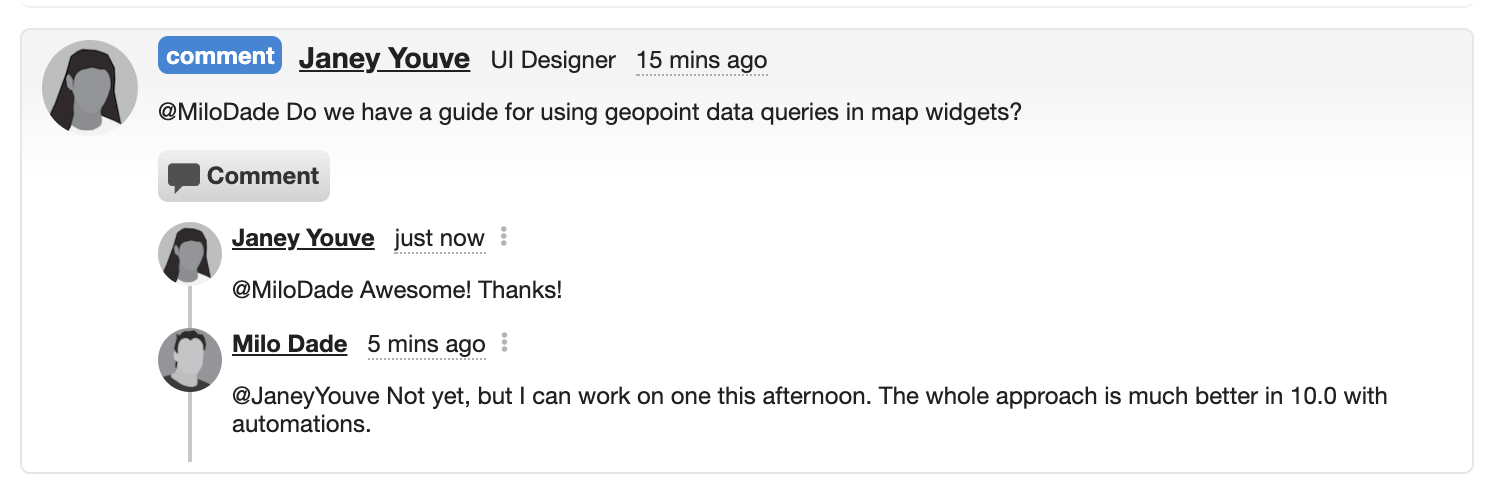 comment Janey Youve UI Designer 15 mins ago
@MiloDade Do we have a guide for using geopoint data queries in map widgets?
Comment
Janey Youve just now
@MiloDade Awesome! Thanks!
Milo Dade 5 mins ago
@JaneyYouve Not yet, but I can work on one this afternoon. The whole approach is much better in 10.0 with
automations.